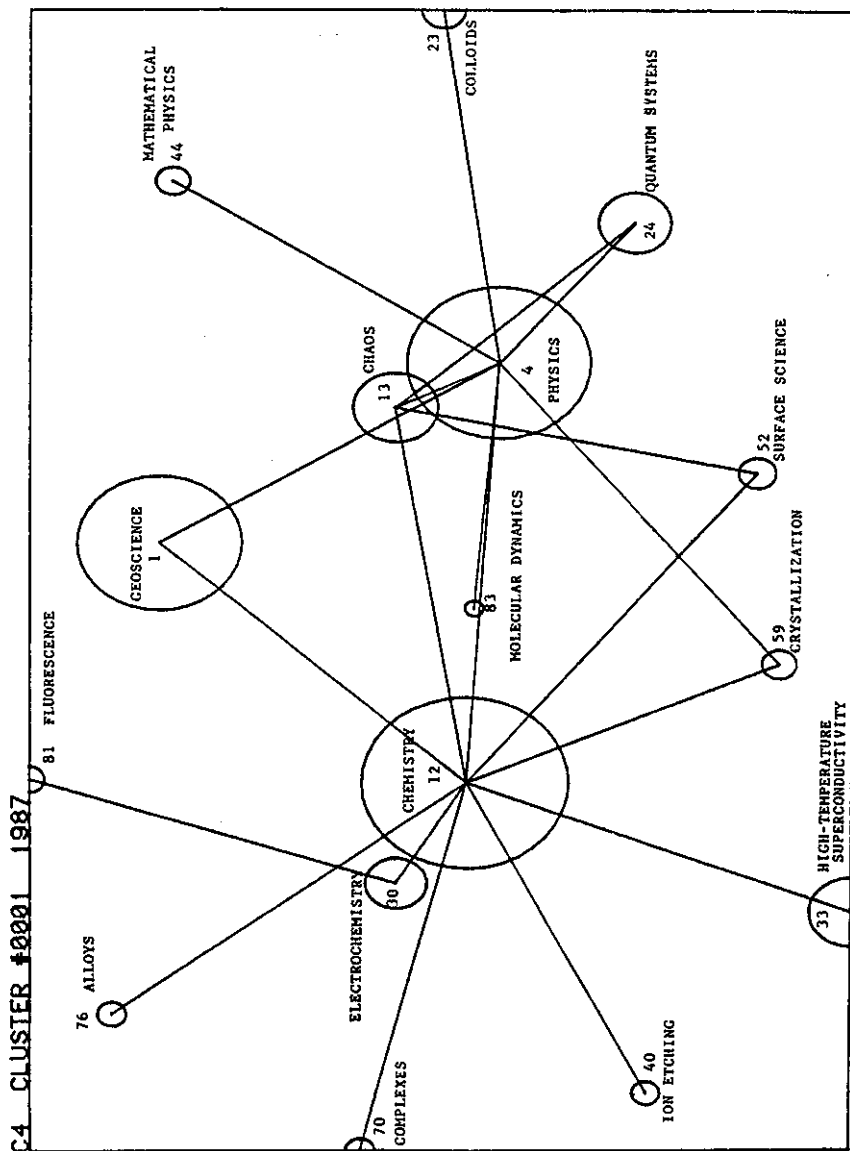 C4 CLUSTER #0001 1987
81 FLUORESCENCE
76
ALLOYS
GEOSCIENCE
1
MATHEMATICAL
PHYSICS
44
ELECTROCHEMISTRY
30
CHAOS
13
70
COMPLEXES
CHEMISTRY
12
23
COLLOIDS
83
MOLECULAR DYNAMICS
4
PHYSICS
24
QUANTUM SYSTEMS
40
ION ETCHING
52
SURFACE SCIENCE
59
CRYSTALLIZATION
33
HIGH-TEMPERATURE
SUPERCONDUCTIVITY